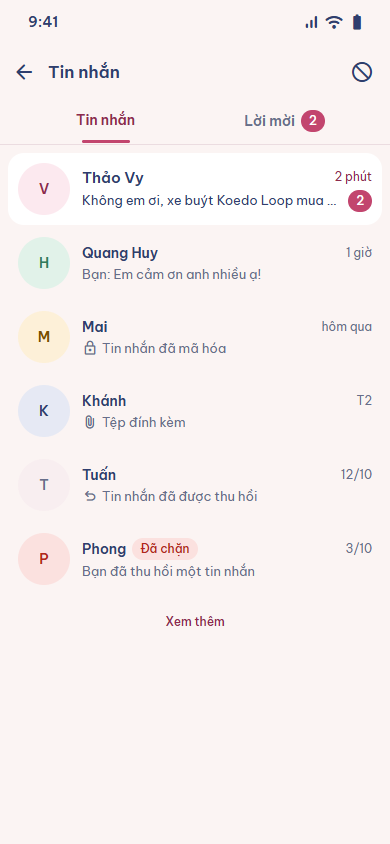 9:41
Tin nhắn
Tin nhắn
Lời mời 2
V
Thảo Vy
2 phút
Không em ơi, xe buýt Koedo Loop mua ...
2
H
Quang Huy
1 giờ
Bạn: Em cảm ơn anh nhiều ạ!
M
Mai
hôm qua
Tin nhắn đã mã hóa
K
Khánh
T2
Tệp đính kèm
T
Tuấn
12/10
Tin nhắn đã được thu hồi
P
Phong Đã chặn
3/10
Bạn đã thu hồi một tin nhắn
Xem thêm